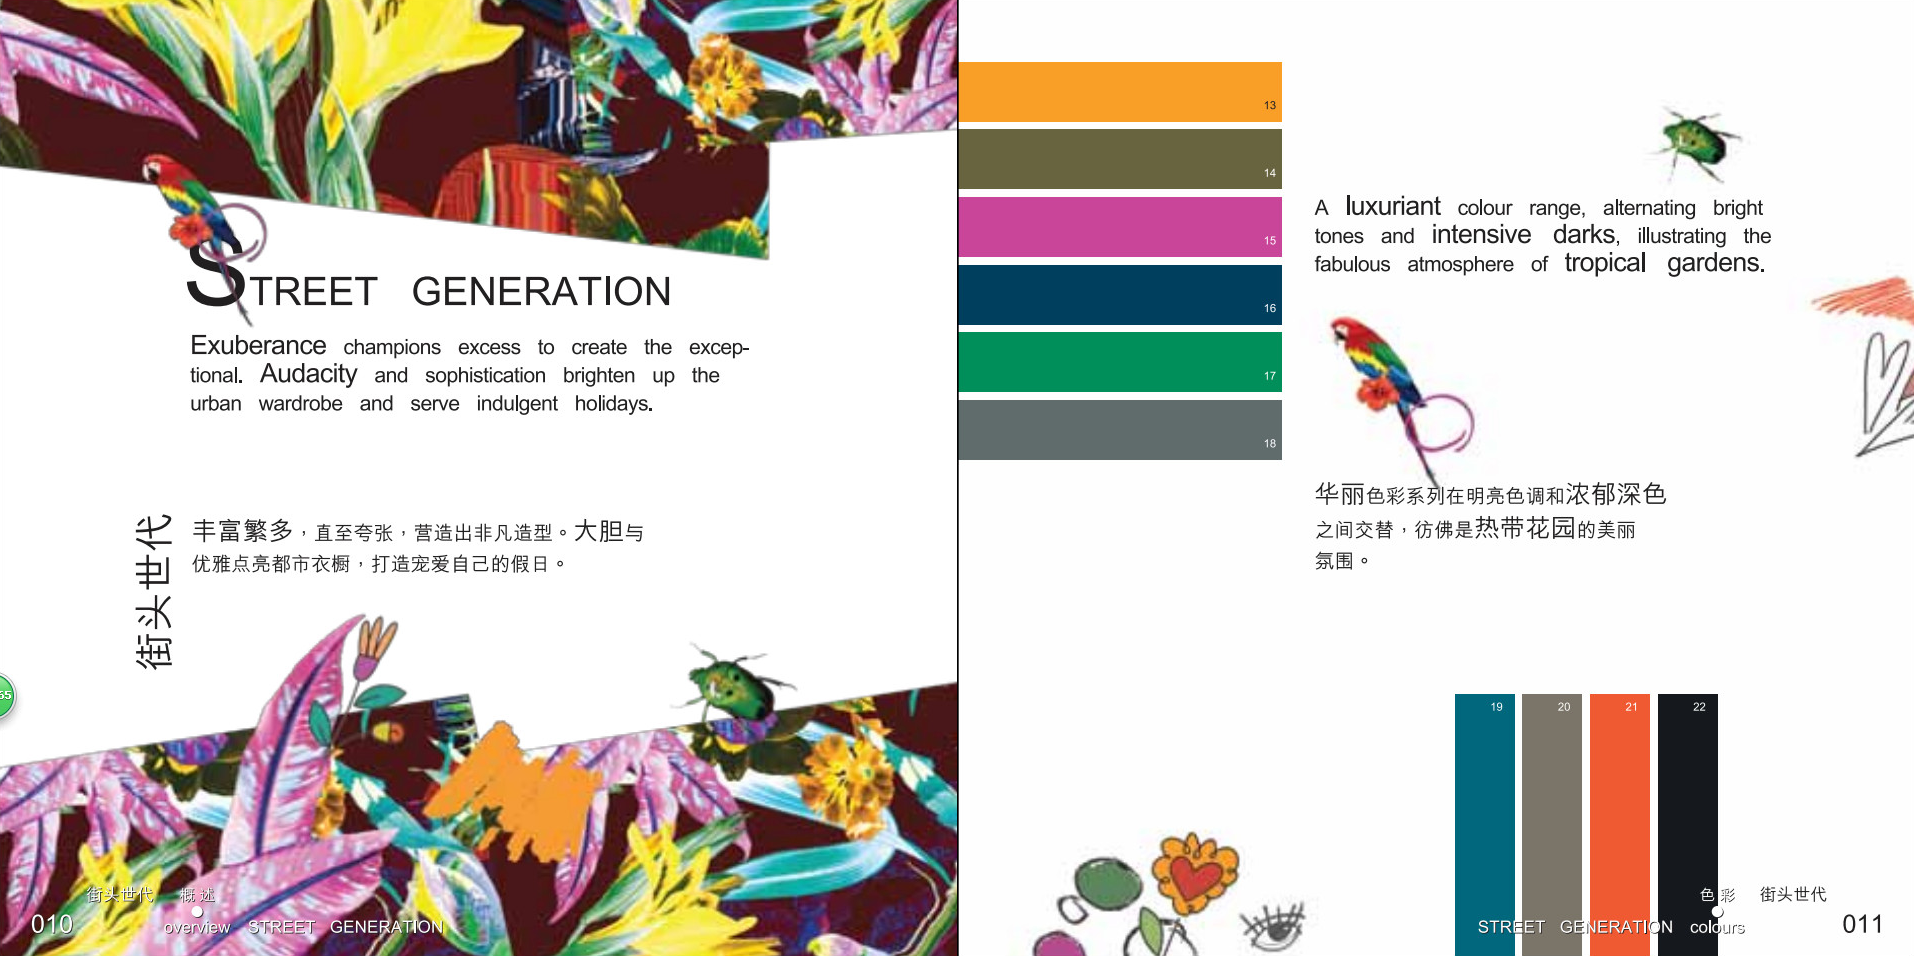 STREET GENERATION
Exuberance champions excess to create the excep-
tional. Audacity and sophistication brighten up the
urban wardrobe and serve indulgent holidays.
街头世代
丰富繁多，直至夸张，营造出非凡造型。大胆与
优雅点亮都市衣橱，打造宠爱自己的假日。
65
街头世代 概述
010 overview STREET GENERATION
13
14
15
16
17
18
A luxuriant colour range, alternating bright
tones and intensive darks, illustrating the
fabulous atmosphere of tropical gardens.
华丽色彩系列在明亮色调和浓郁深色
之间交替，彷佛是热带花园的美丽
氛围。
19 20 21 22
色彩 街头世代
STREET GENERATION colours 011